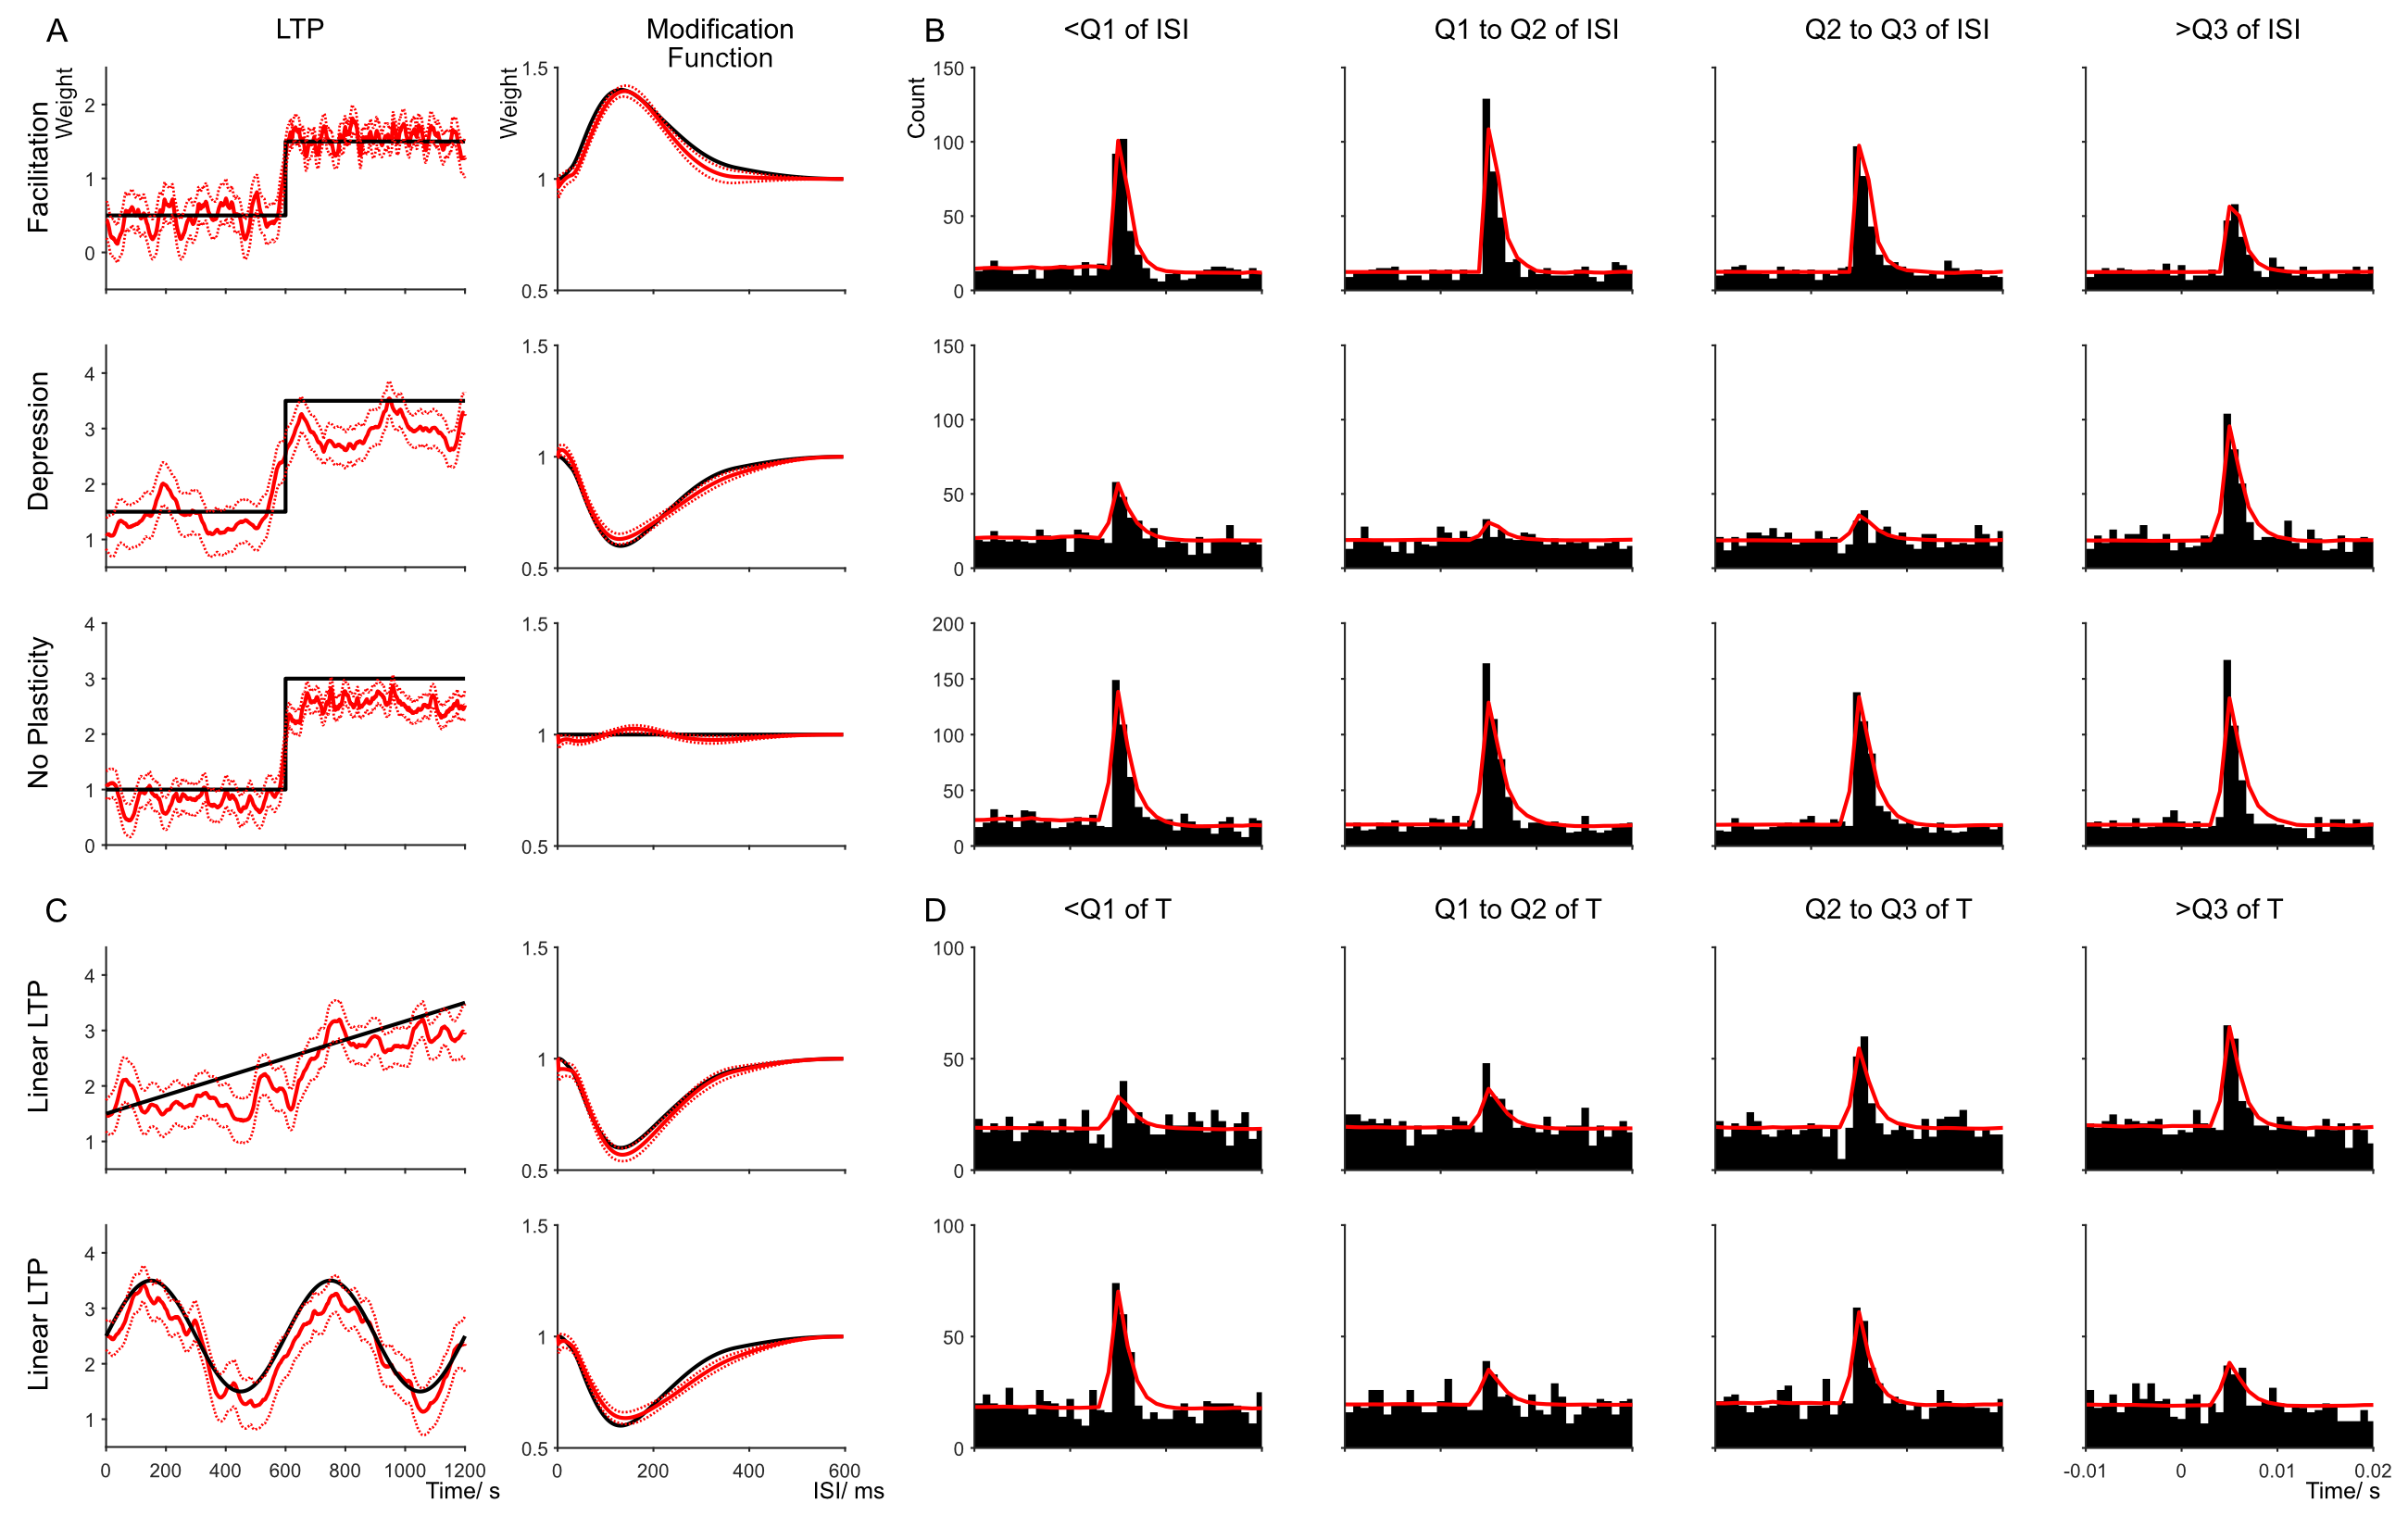 A
LTP
Modification
Function
B
<Q1 of ISI
Q1 to Q2 of ISI
Q2 to Q3 of ISI
>Q3 of ISI
Facilitation
Weight
2
1
0
Weight
1.5
1
0.5
Count
150
100
50
0
Depression
4
3
2
1
1.5
1
0.5
150
100
50
0
No Plasticity
4
3
2
1
0
1.5
1
0.5
200
150
100
50
0
C
D
<Q1 of T
Q1 to Q2 of T
Q2 to Q3 of T
>Q3 of T
Linear LTP
4
3
2
1
1.5
1
0.5
100
50
0
Linear LTP
4
3
2
1
1.5
1
0.5
100
50
0
0 200 400 600 800 1000 1200
Time/ s
0 200 400 600
ISI/ ms
-0.01 0 0.01 0.02
Time/ s